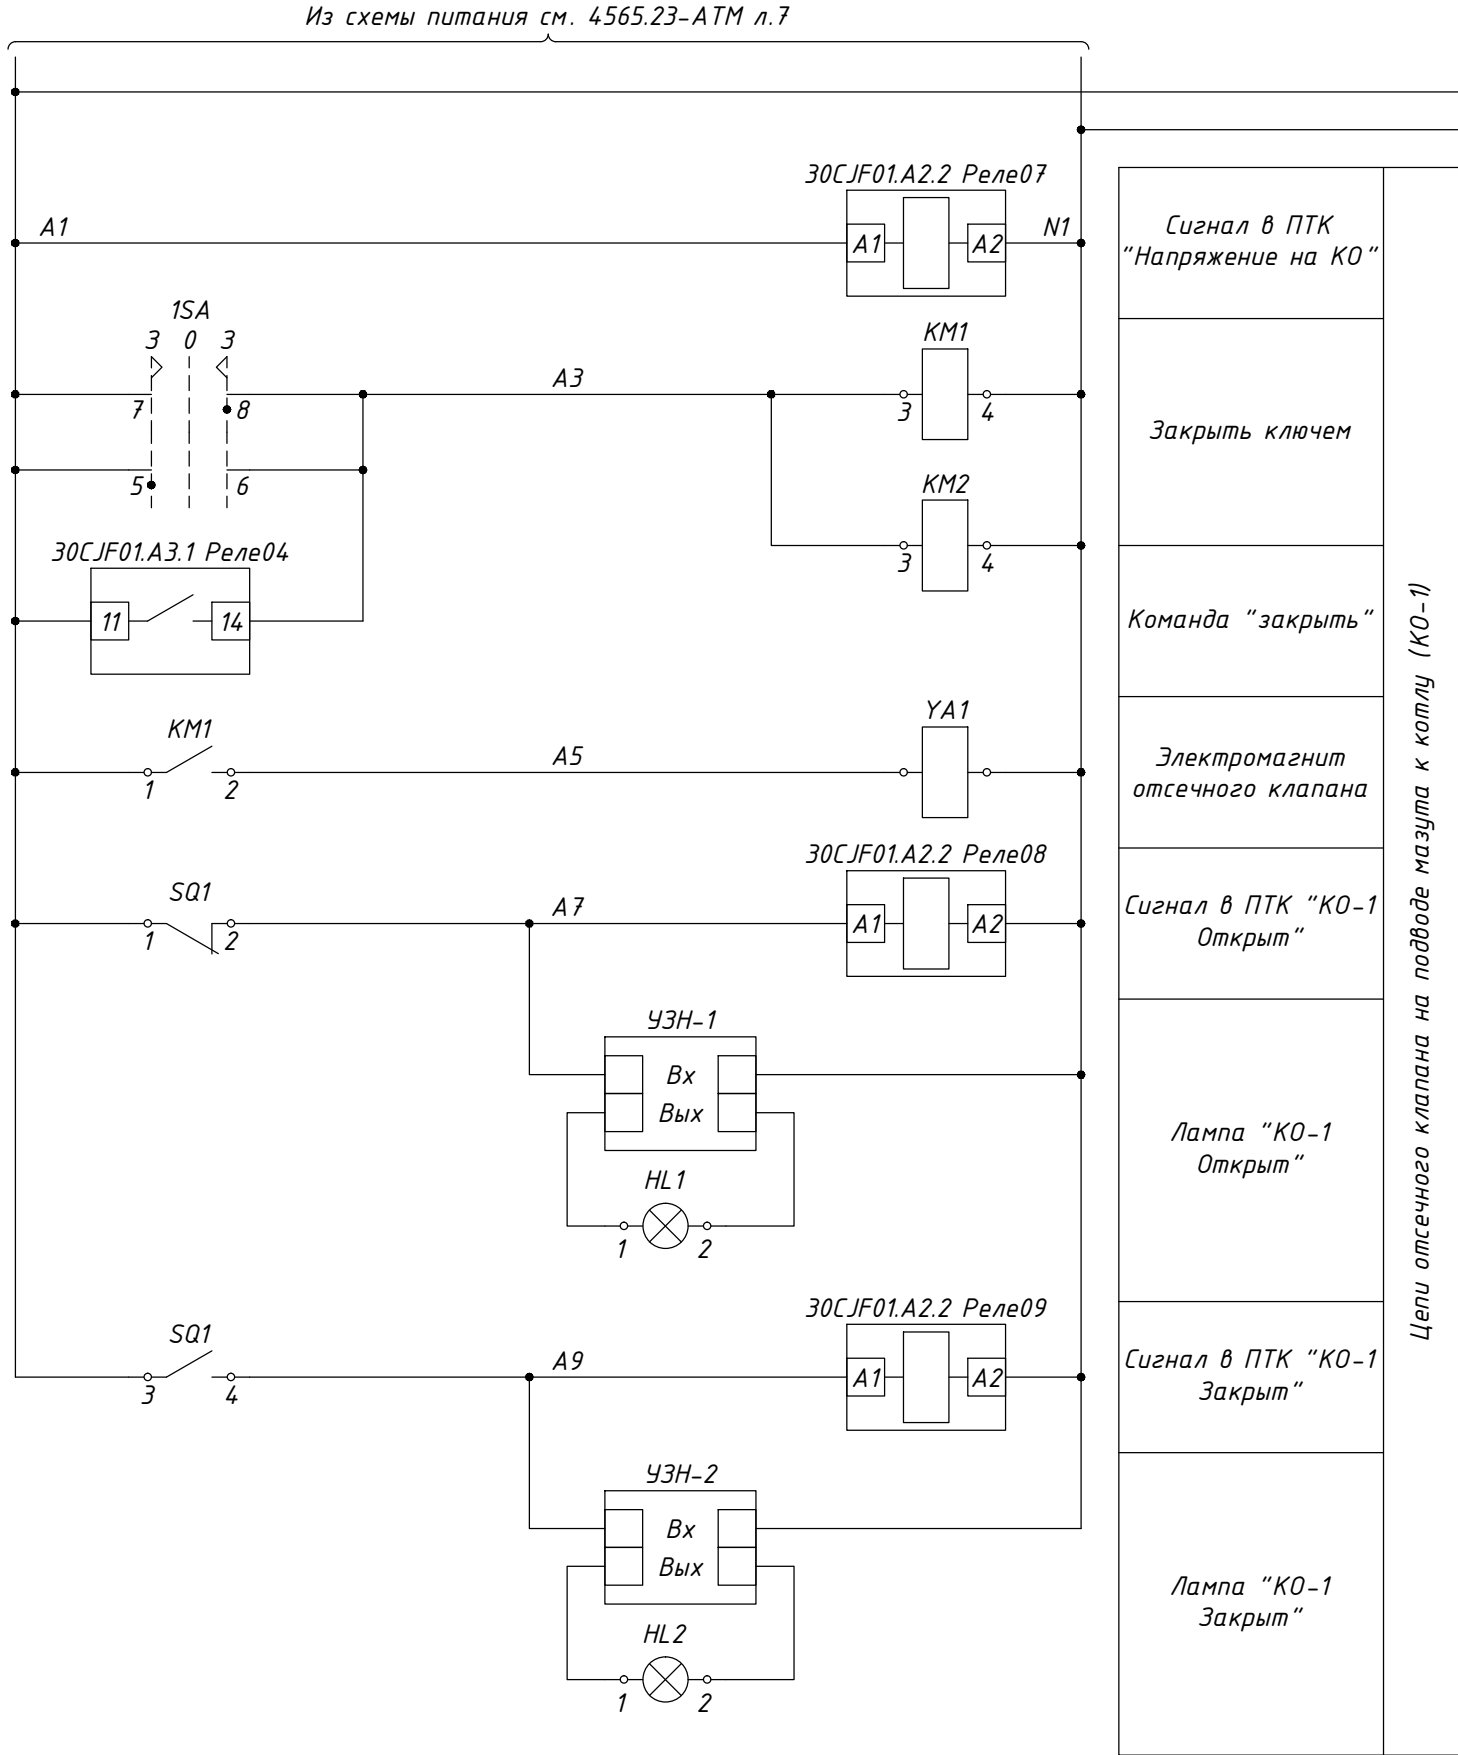 Из схемы питания см. 4565.23-АТМ л.7
30CJF01.A2.2 Реле07
A1
A1
A2
N1
Сигнал в ПТК
"Напряжение на КО"
1SA
З 0 З
7
8
5
6
A3
KM1
3
4
KM2
3
4
Закрыть ключем
30CJF01.A3.1 Реле04
11
14
Команда "закрыть"
KM1
1
2
A5
YA1
Электромагнит
отсечного клапана
SQ1
1
2
A7
30CJF01.A2.2 Реле08
A1
A2
Сигнал в ПТК "КО-1
Открыт"
УЗН-1
Вх
Вых
HL1
1
2
Лампа "КО-1
Открыт"
SQ1
3
4
A9
30CJF01.A2.2 Реле09
A1
A2
Сигнал в ПТК "КО-1
Закрыт"
УЗН-2
Вх
Вых
HL2
1
2
Лампа "КО-1
Закрыт"
Цепи отсечного клапана на подводе мазута к котлу (КО-1)